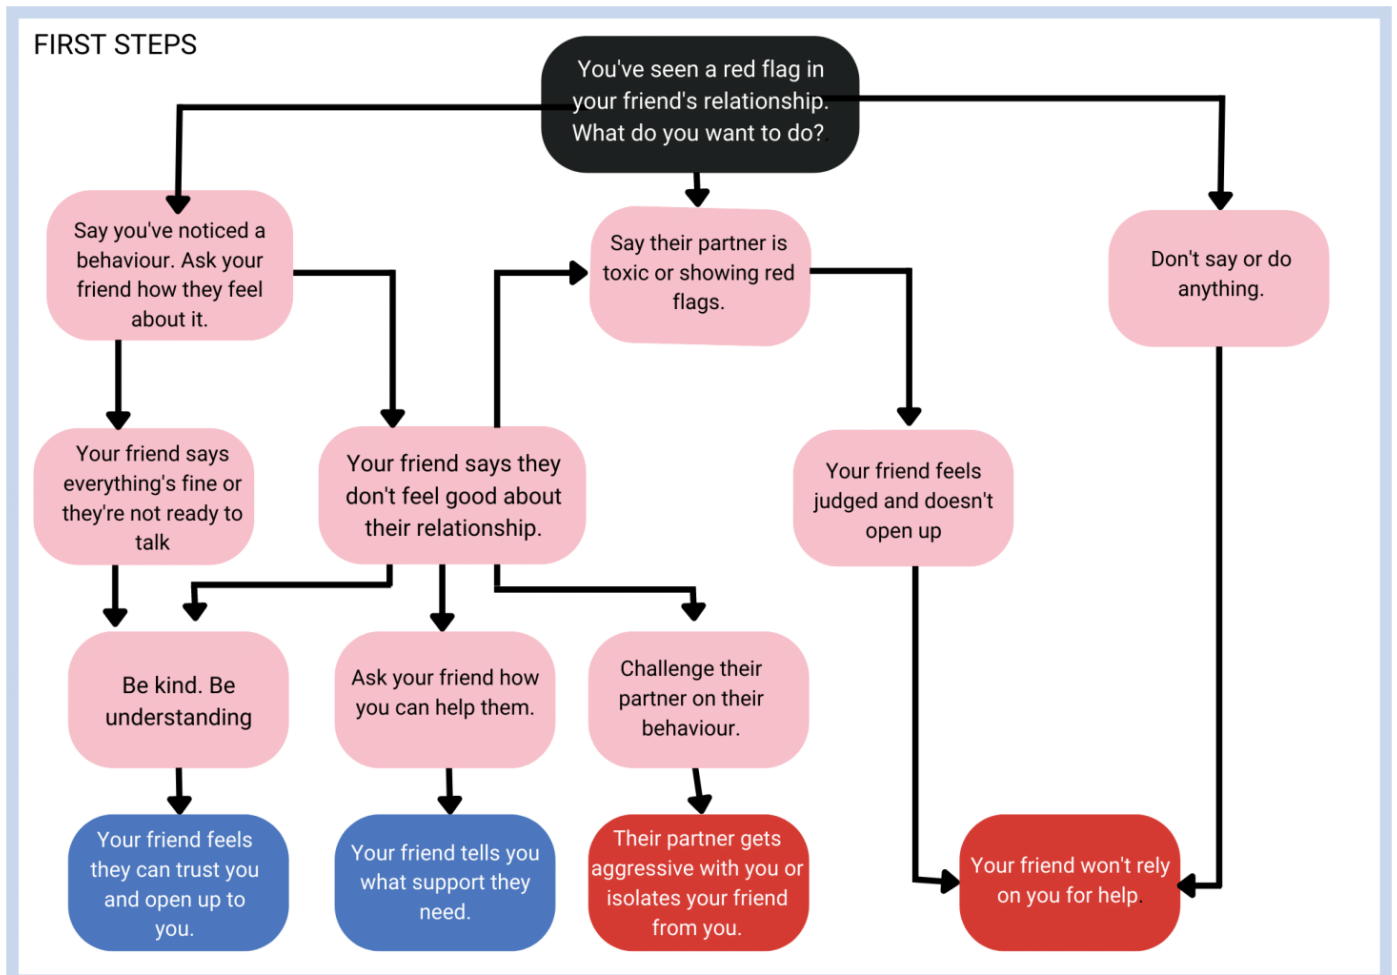 FIRST STEPS
You've seen a red flag in
your friend's relationship.
What do you want to do?.
Say you've noticed a
behaviour. Ask your
friend how they feel
about it.
Say their partner is
toxic or showing red
flags.
Don't say or do
anything.
Your friend says
everything's fine or
they're not ready to
talk
Your friend says they
don't feel good about
their relationship.
Your friend feels
judged and doesn't
open up
Be kind. Be
understanding
Ask your friend how
you can help them.
Challenge their
partner on their
behaviour.
Your friend feels
they can trust you
and open up to
you.
Your friend tells you
what support they
need.
Their partner gets
aggressive with you or
isolates your friend
from you.
Your friend won't rely
on you for help.